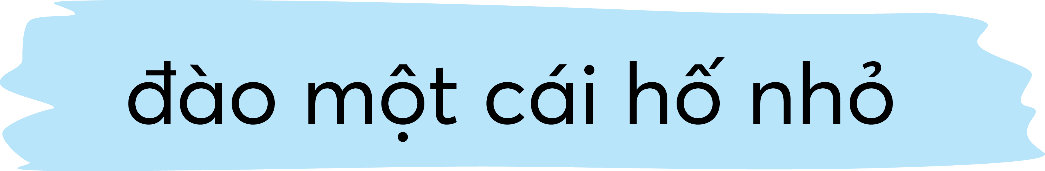 đào một cái hố nhỏ